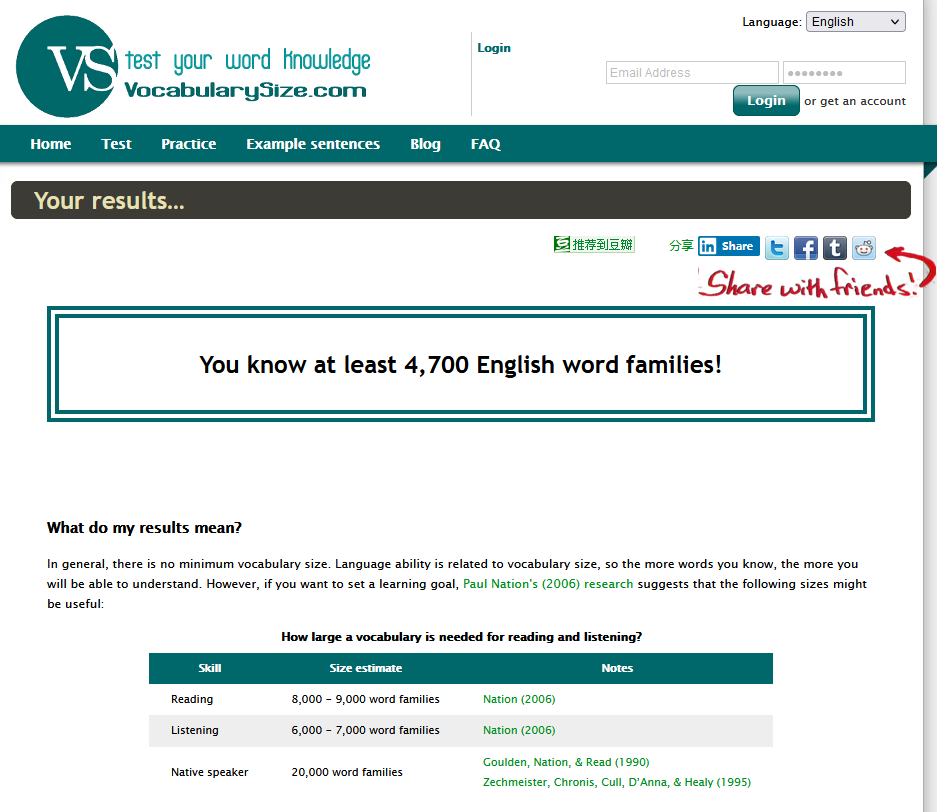 Language: English
VS
test your word knowledge
VocabularySize.com
Login
Email Address
Login or get an account
Home Test Practice Example sentences Blog FAQ
Your results...
推荐到豆瓣 分享 in Share
Share with friends!
You know at least 4,700 English word families!
What do my results mean?
In general, there is no minimum vocabulary size. Language ability is related to vocabulary size, so the more words you know, the more you
will be able to understand. However, if you want to set a learning goal, Paul Nation's (2006) research suggests that the following sizes might
be useful:
How large a vocabulary is needed for reading and listening?
Skill Size estimate Notes
Reading 8,000 – 9,000 word families Nation (2006)
Listening 6,000 – 7,000 word families Nation (2006)
Native speaker 20,000 word families Goulden, Nation, & Read (1990)
Zechmeister, Chronis, Cull, D'Anna, & Healy (1995)